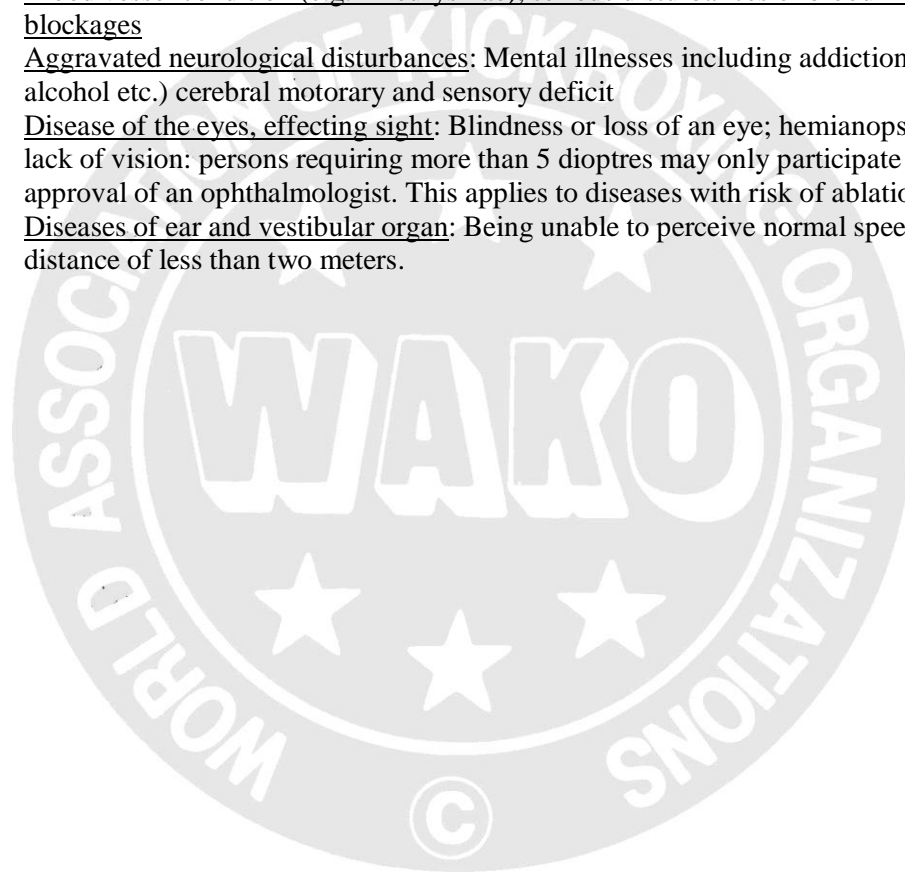 blockages
Aggravated neurological disturbances: Mental illnesses including addiction
alcohol etc.) cerebral motorary and sensory deficit
Disease of the eyes, effecting sight: Blindness or loss of an eye; hemianops
lack of vision: persons requiring more than 5 dioptres may only participate
approval of an ophthalmologist. This applies to diseases with risk of ablatio
Diseases of ear and vestibular organ: Being unable to perceive normal spee
distance of less than two meters.
WORLD ASSOCIATION OF KICKBOXING ORGANIZATIONS
WAKO
©